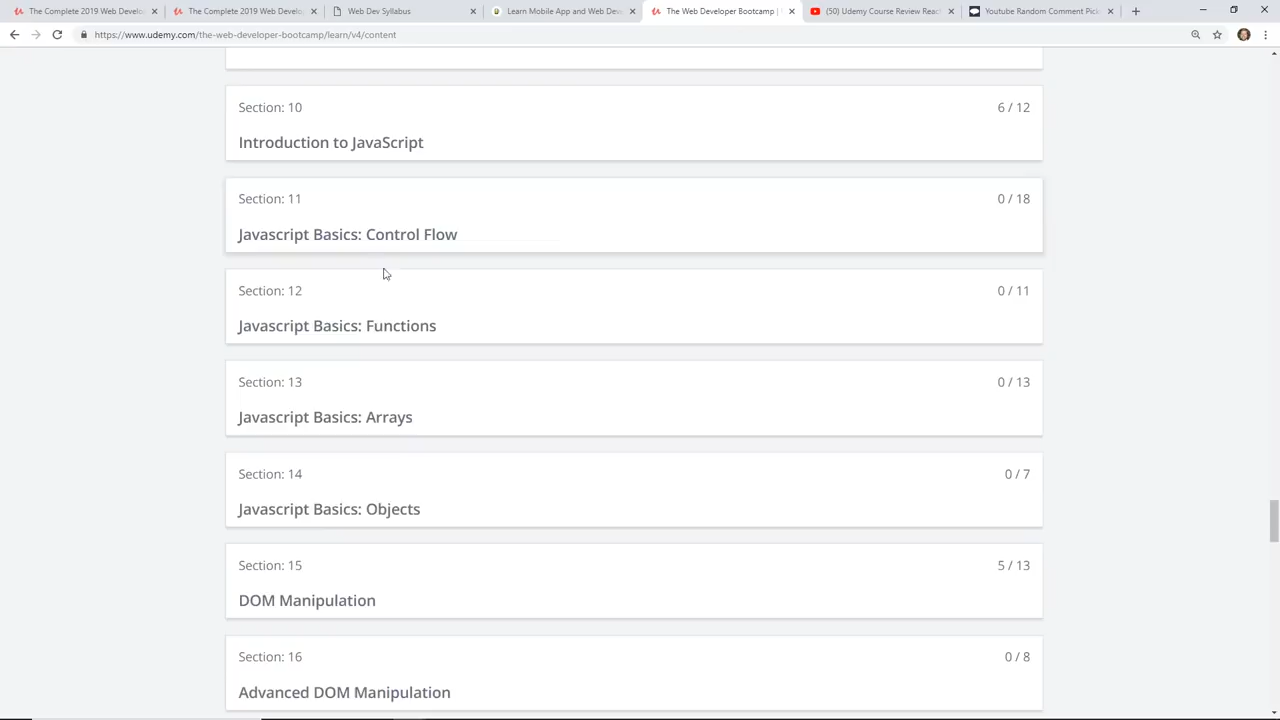 The Complete 2019 Web Develo
The Complete 2019 Web Develo
Web Dev Syllabus
Learn Mobile App and Web Dev
The Web Developer Bootcamp |
(50) Udemy Course Review Reac
Youtube Random Comment Pick
https://www.udemy.com/the-web-developer-bootcamp/learn/v4/content
Section: 10
6 / 12
Introduction to JavaScript
Section: 11
0 / 18
Javascript Basics: Control Flow
Section: 12
0 / 11
Javascript Basics: Functions
Section: 13
0 / 13
Javascript Basics: Arrays
Section: 14
0 / 7
Javascript Basics: Objects
Section: 15
5 / 13
DOM Manipulation
Section: 16
0 / 8
Advanced DOM Manipulation